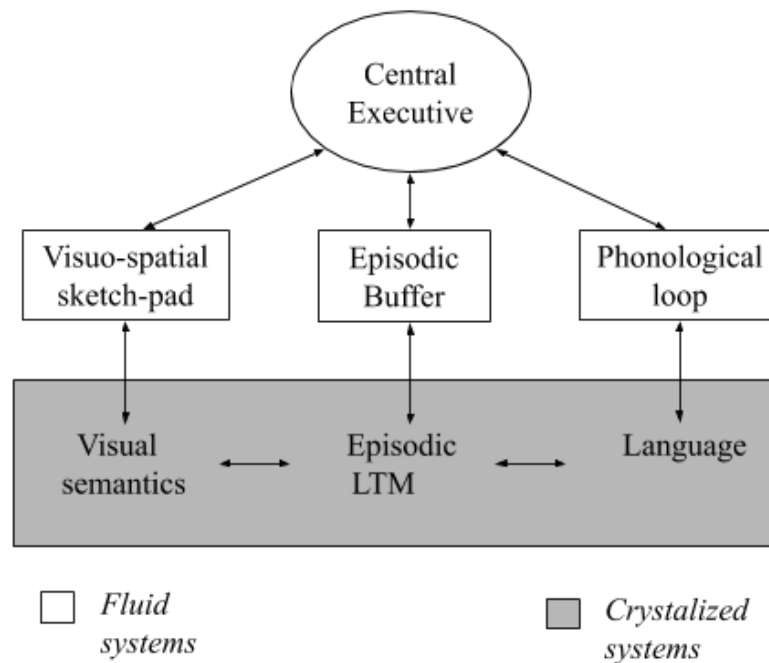 Central
Executive
Visuo-spatial
sketch-pad
Episodic
Buffer
Phonological
loop
Visual
semantics
Episodic
LTM
Language
Fluid
systems
Crystalized
systems